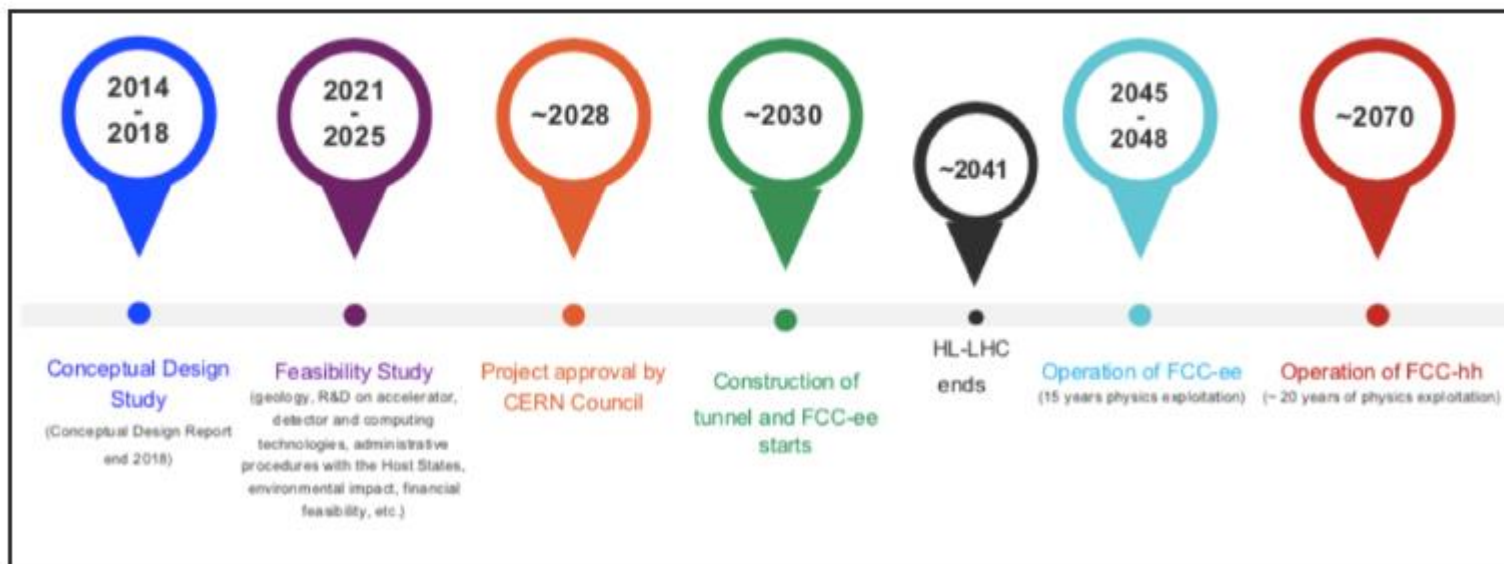 2014
-
2018
2021
-
2025
~2028
~2030
~2041
2045
-
2048
~2070
Conceptual Design
Study
(Conceptual Design Report
end 2018)
Feasibility Study
(geology, R&D on accelerator,
detector and computing
technologies, administrative
procedures with the Host States,
environmental impact, financial
feasibility, etc.)
Project approval by
CERN Council
Construction of
tunnel and FCC-ee
starts
HL-LHC
ends
Operation of FCC-ee
(15 years physics exploitation)
Operation of FCC-hh
(~ 20 years of physics exploitation)